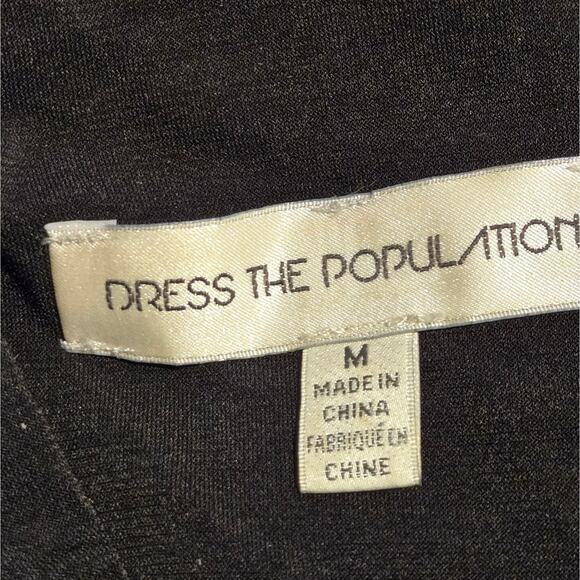 DRESS THE POPULATION
M
MADE IN
CHINA
FABRIQUÉ EN
CHINE